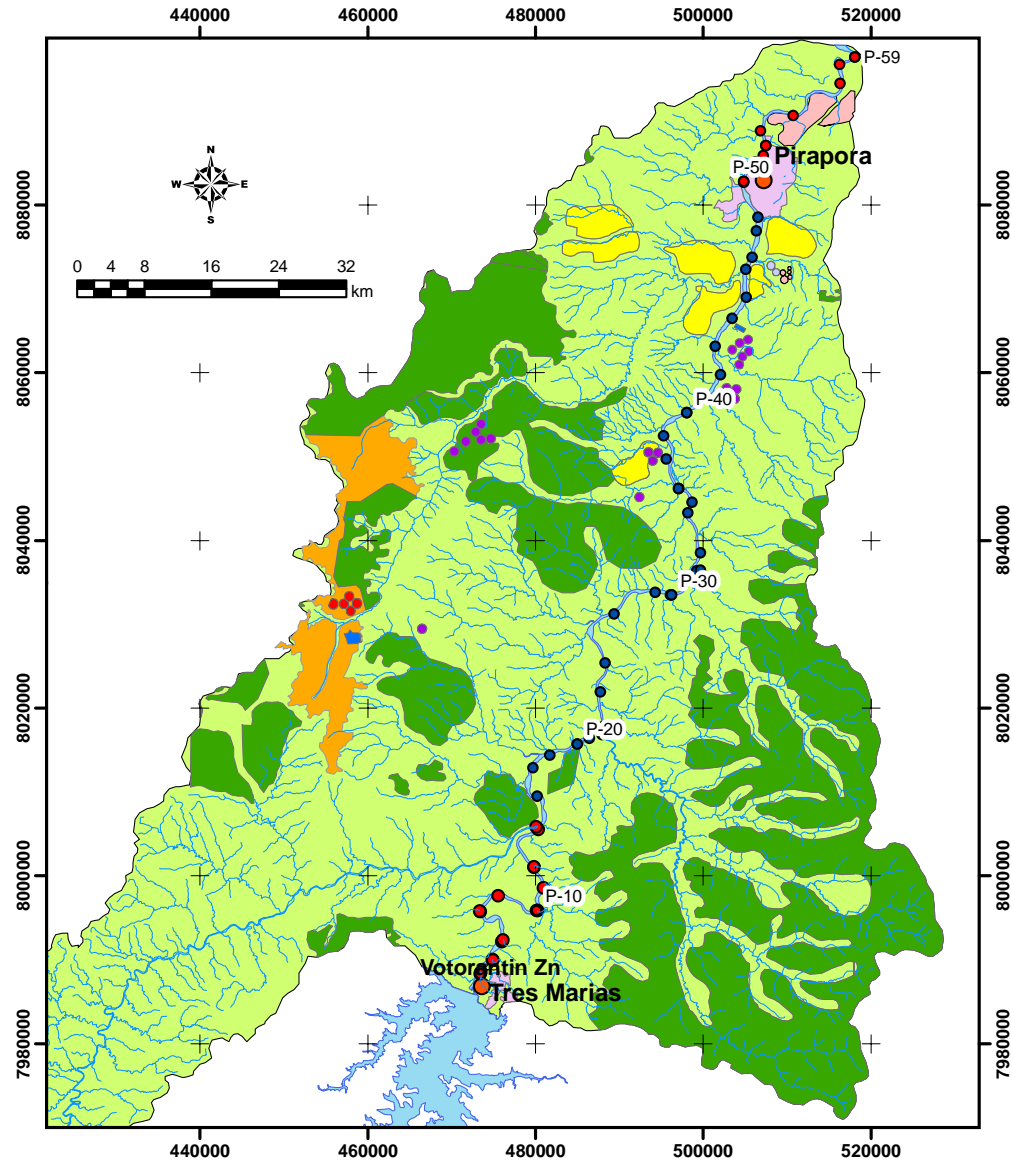 440000 460000 480000 500000 520000
P-59
N
W E
S
Pirapora
P-50
8080000 8080000
0 4 8 16 24 32
km
8
8060000 8060000
P-40
8040000 8040000
P-30
8020000 8020000
P-20
8000000 8000000
P-10
Votorantin Zn
Tres Marias
7980000 7980000
440000 460000 480000 500000 520000